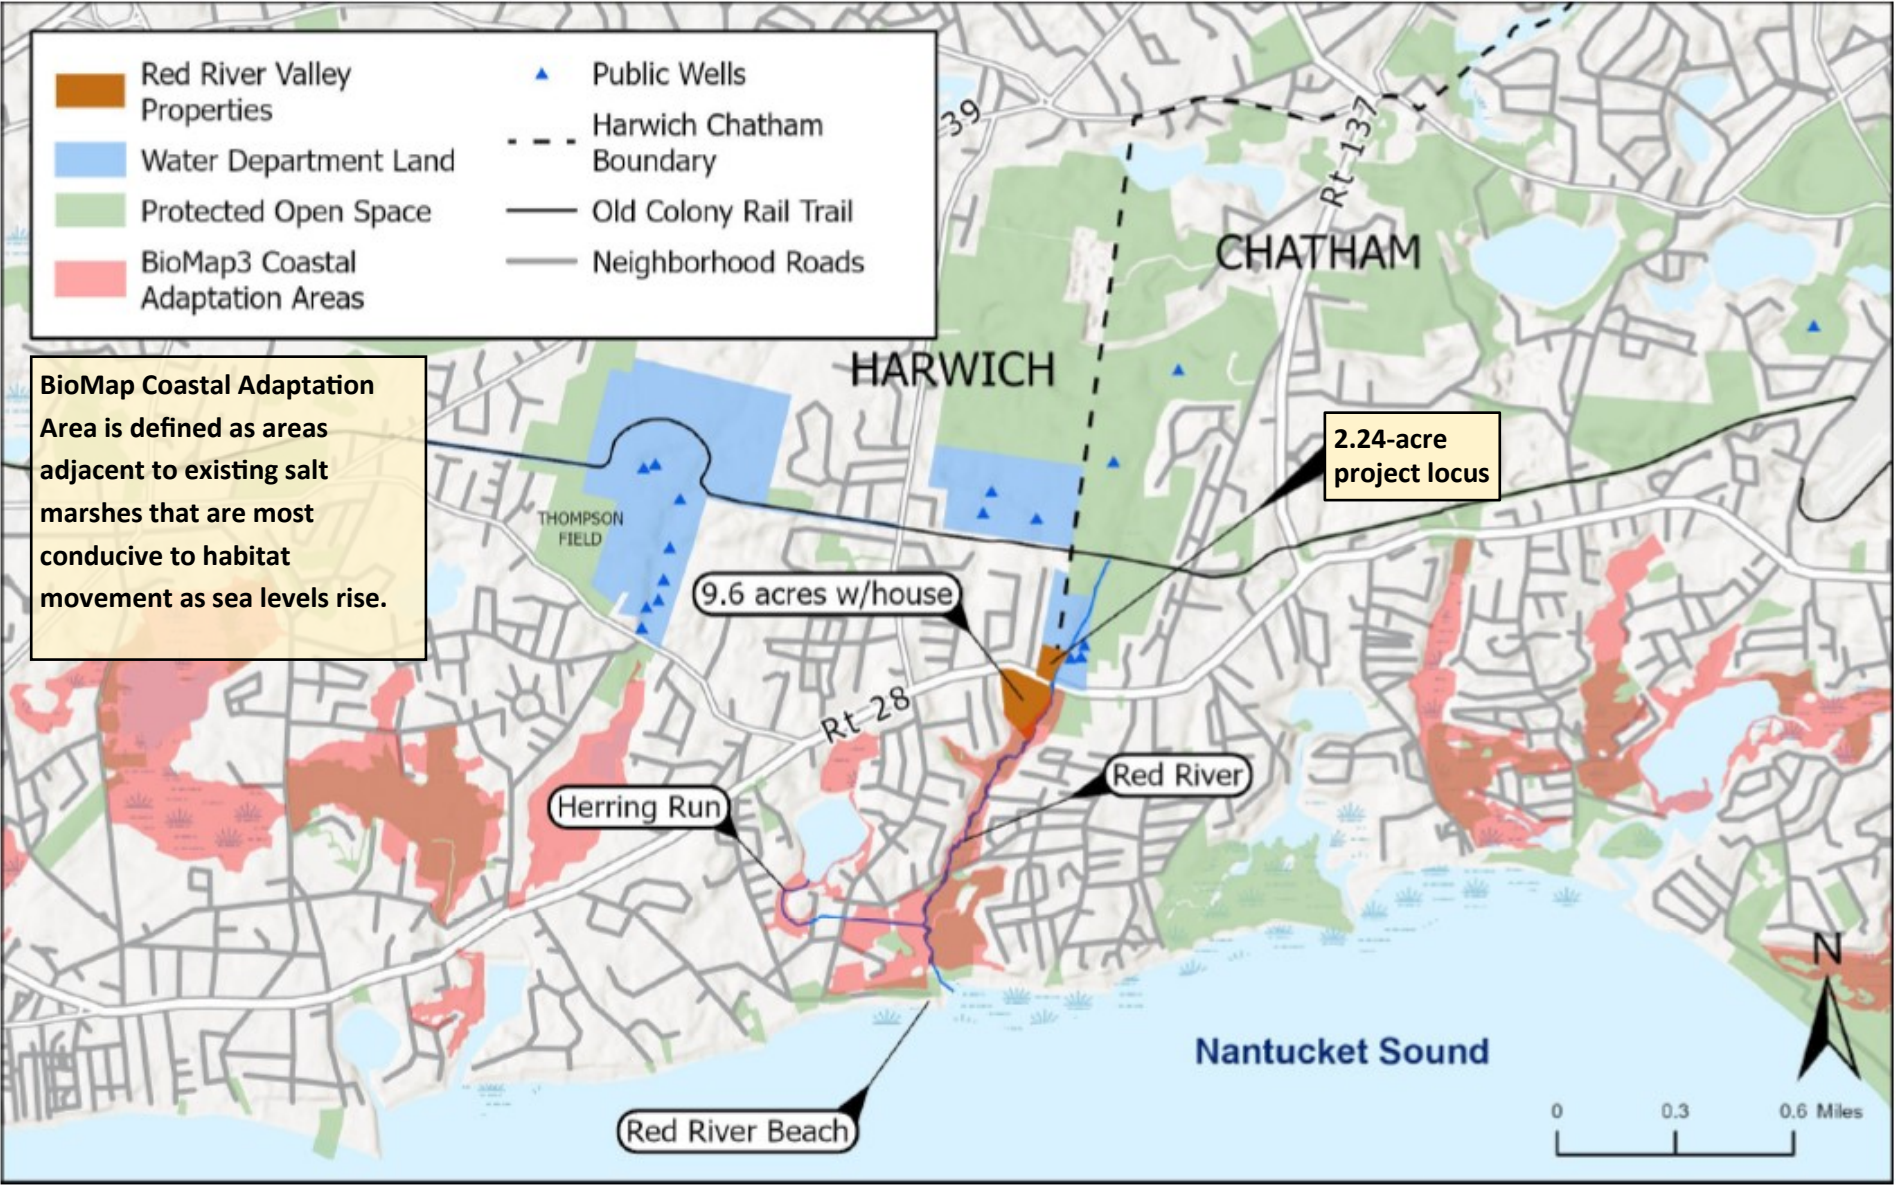 Red River Valley
Properties
Water Department Land
Protected Open Space
BioMap3 Coastal
Adaptation Areas
Public Wells
Harwich Chatham
Boundary
Old Colony Rail Trail
Neighborhood Roads
39
Rt 137
CHATHAM
HARWICH
BioMap Coastal Adaptation
Area is defined as areas
adjacent to existing salt
marshes that are most
conducive to habitat
movement as sea levels rise.
2.24-acre
project locus
THOMPSON
FIELD
9.6 acres w/house
Rt 28
Red River
Herring Run
N
Nantucket Sound
Red River Beach
0 0.3 0.6 Miles